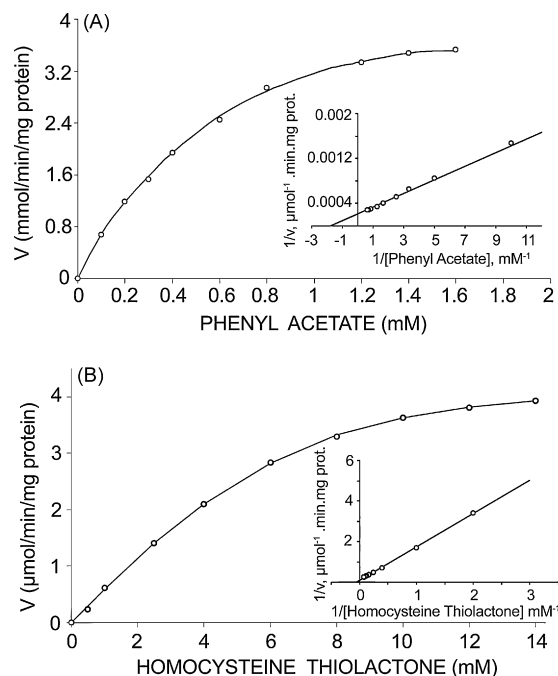 (A)
V (mmol/min/mg protein)
4
3.2
2.4
1.6
0.8
0
0 0.2 0.4 0.6 0.8 1 1.2 1.4 1.6 1.8 2
PHENYL ACETATE (mM)
1/v, µmol-1 .min.mg prot.
0.002
0.0012
0.0004
-3 -1 1 3 5 7 9 11
1/[Phenyl Acetate], mM-1
(B)
V (µmol/min/mg protein)
4
3
2
1
0
0 2 4 6 8 10 12 14
HOMOCYSTEINE THIOLACTONE (mM)
1/v, µmol-1 .min.mg prot.
6
5
4
2
0 1 2 3
1/[Homocysteine Thiolactone] mM-1